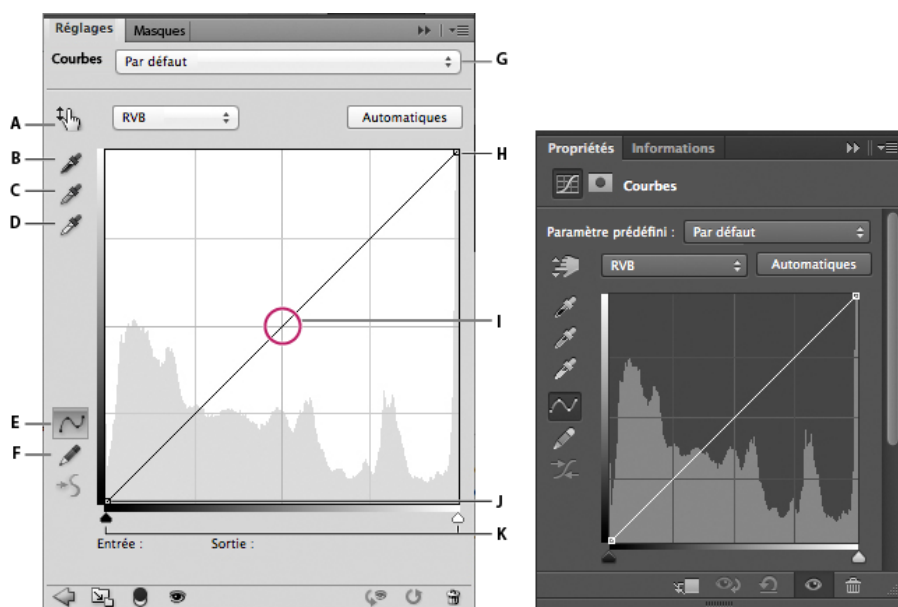 Réglages Masques
Courbes Par défaut
G
A
RVB Automatiques
B
H
C
D
I
E
F
J
K
Entrée : Sortie :
Propriétés Informations
Courbes
Paramètre prédéfini : Par défaut
RVB Automatiques